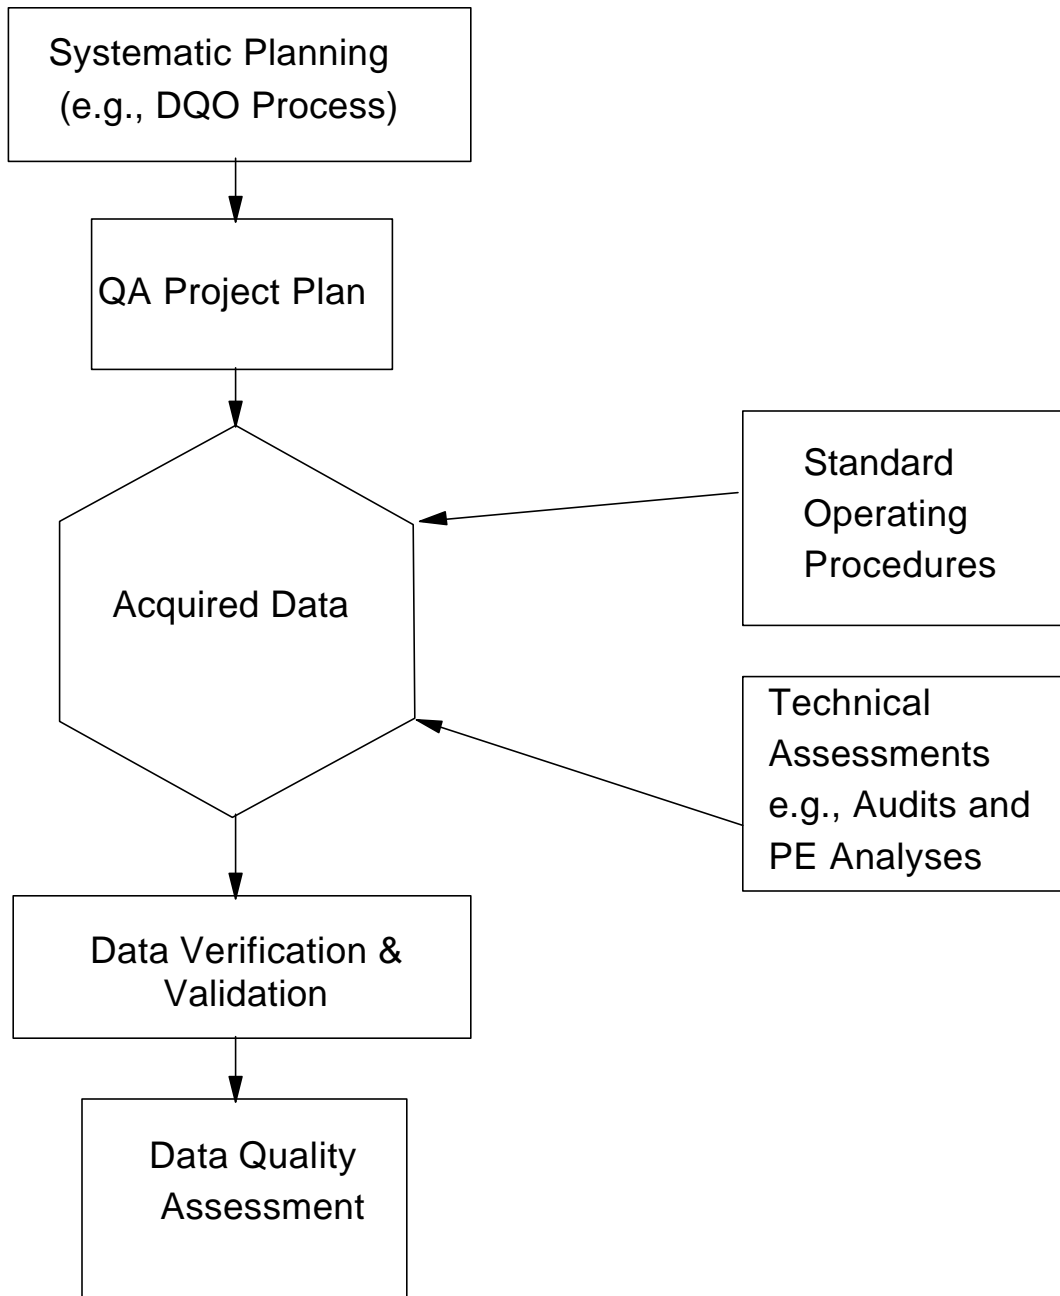 Systematic Planning
(e.g., DQO Process)
QA Project Plan
Acquired Data
Standard
Operating
Procedures
Technical
Assessments
e.g., Audits and
PE Analyses
Data Verification &
Validation
Data Quality
Assessment